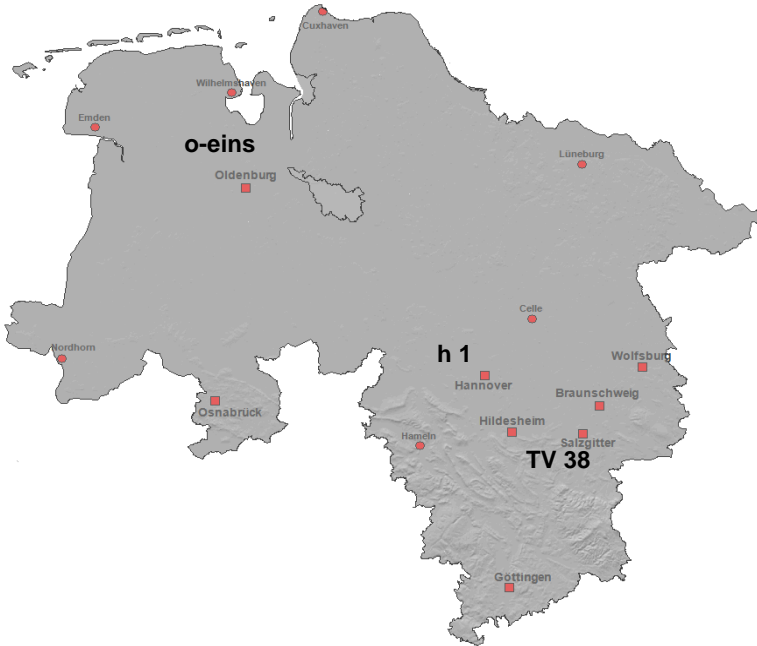 Cuxhaven
Wilhelmshaven
Emden
o-eins
Lüneburg
Oldenburg
Celle
Nordhorn
h 1
Wolfsburg
Hannover
Braunschweig
Osnabrück
Hildesheim
Hameln
Salzgitter
TV 38
Göttingen